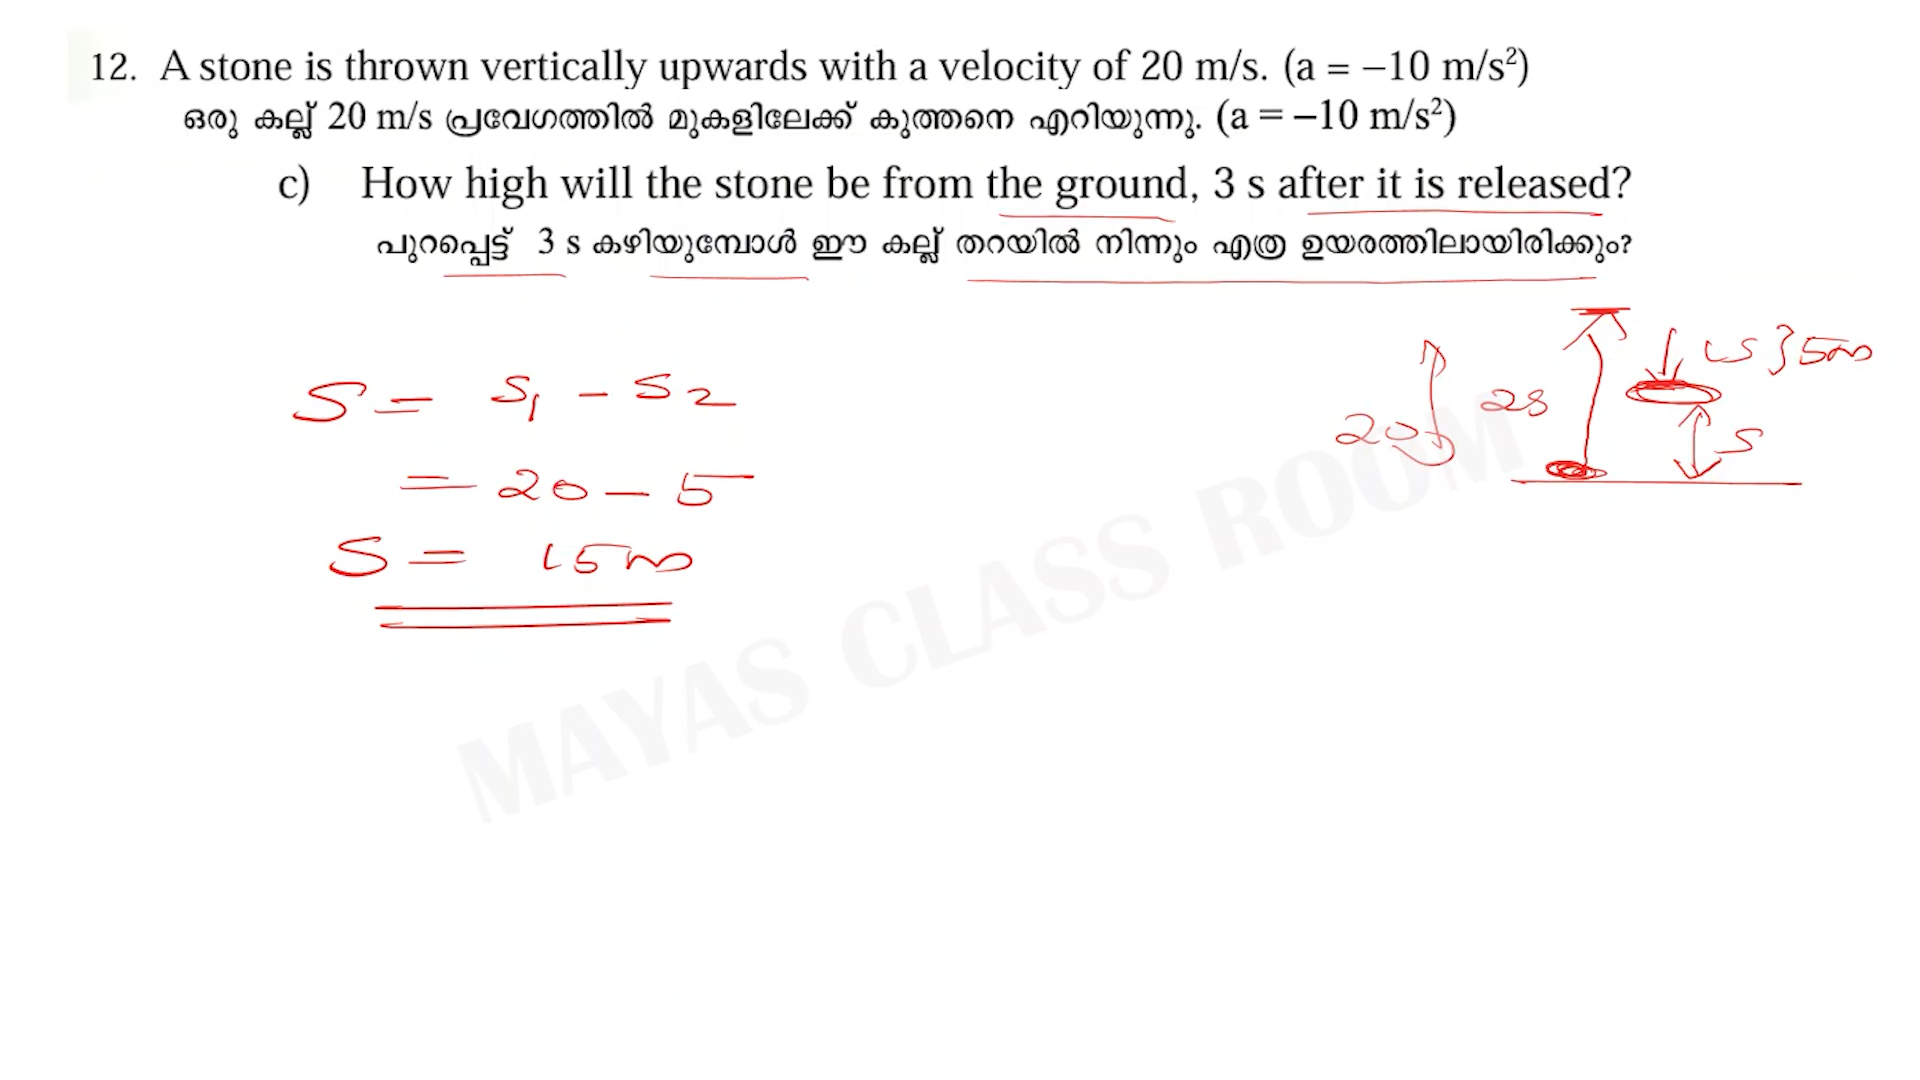 12. A stone is thrown vertically upwards with a velocity of 20 m/s. (a = −10 m/s²)
ഒരു കല്ല് 20 m/s പ്രവേഗത്തിൽ മുകളിലേക്ക് കുത്തനെ എറിയുന്നു. (a = −10 m/s²)
c) How high will the stone be from the ground, 3 s after it is released?
പുറപ്പെട്ട് 3 s കഴിയുമ്പോൾ ഈ കല്ല് തറയിൽ നിന്നും എത്ര ഉയരത്തിലായിരിക്കും?
S = S₁ − S₂
= 20 − 5
S = 15m
20
2s
1s } 5m
S
MAYAS CLASS ROOM